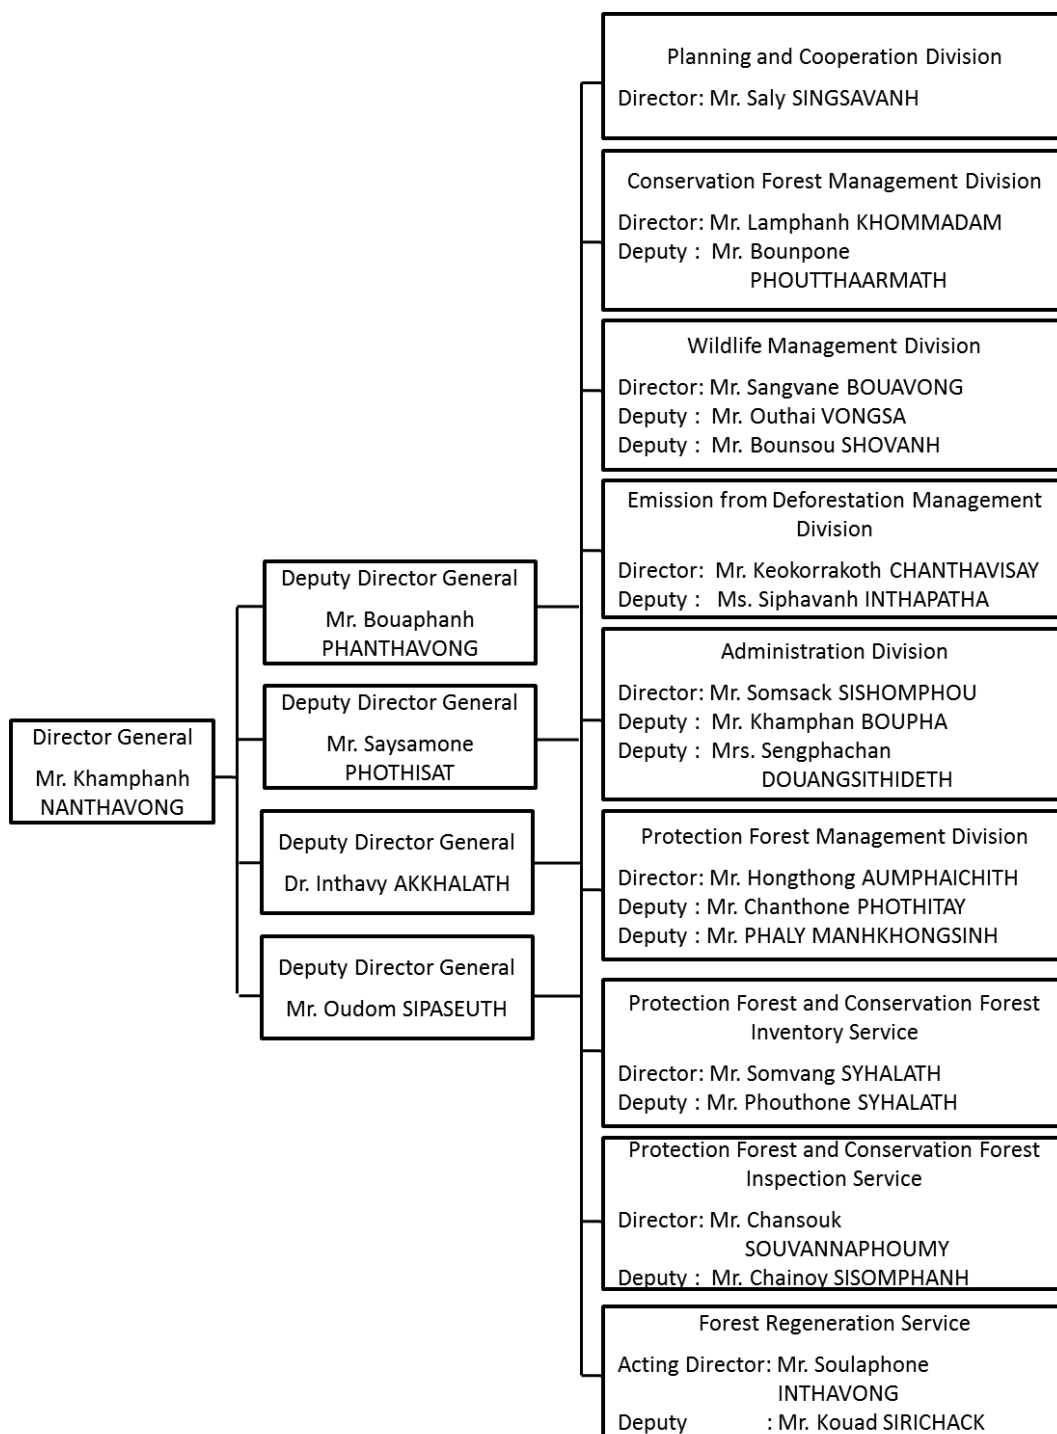 Director General
Mr. Khamphanh
NANTHAVONG
Deputy Director General
Mr. Bouaphanh
PHANTHAVONG
Deputy Director General
Mr. Saysamone
PHOTHISAT
Deputy Director General
Dr. Inthavy AKKHALATH
Deputy Director General
Mr. Oudom SIPASEUTH
Planning and Cooperation Division
Director: Mr. Saly SINGSAVANH
Conservation Forest Management Division
Director: Mr. Lamphanh KHOMMADAM
Deputy : Mr. Bounpone
PHOUTTHAARMATH
Wildlife Management Division
Director: Mr. Sangvane BOUAVONG
Deputy : Mr. Outhai VONGSA
Deputy : Mr. Bounsou SHOVANH
Emission from Deforestation Management
Division
Director: Mr. Keokorrakoth CHANTHAVISAY
Deputy : Ms. Siphavanh INTHAPATHA
Administration Division
Director: Mr. Somsack SISHOMPHOU
Deputy : Mr. Khamphan BOUPHA
Deputy : Mrs. Sengphachan
DOUANGSITHIDETH
Protection Forest Management Division
Director: Mr. Hongthong AUMPHAICHITH
Deputy : Mr. Chanthone PHOTHITAY
Deputy : Mr. PHALY MANHKHONGSINH
Protection Forest and Conservation Forest
Inventory Service
Director: Mr. Somvang SYHALATH
Deputy : Mr. Phouthone SYHALATH
Protection Forest and Conservation Forest
Inspection Service
Director: Mr. Chansouk
SOUVANNAPHOUMY
Deputy : Mr. Chainoy SISOMPHANH
Forest Regeneration Service
Acting Director: Mr. Soulaphone
INTHAVONG
Deputy : Mr. Kouad SIRICHACK